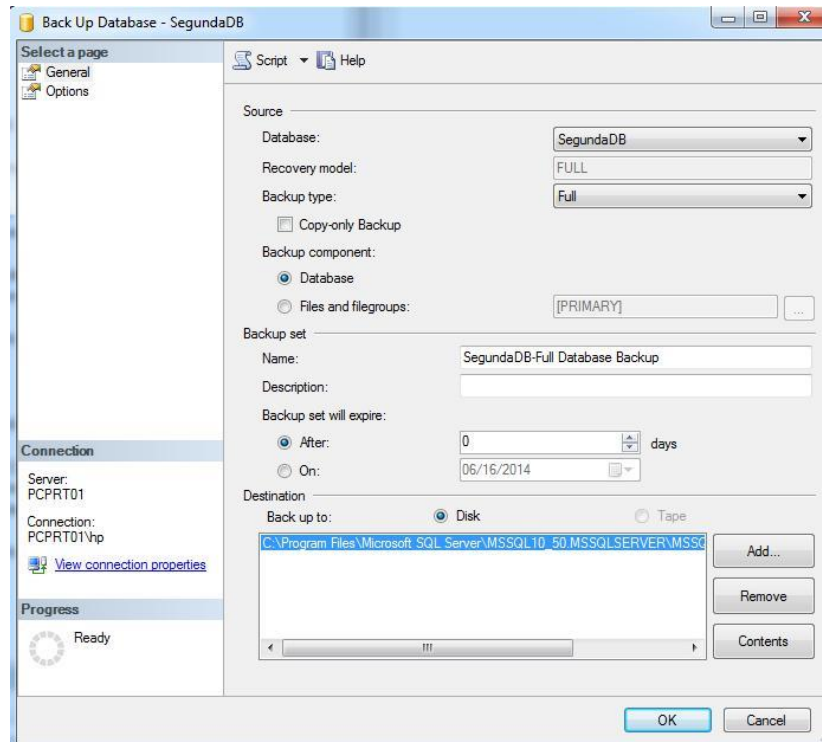 Back Up Database - SegundaDB
Select a page
General
Options
Script Help
Source
Database: SegundaDB
Recovery model: FULL
Backup type: Full
Copy-only Backup
Backup component:
Database
Files and filegroups: [PRIMARY] ...
Backup set
Name: SegundaDB-Full Database Backup
Description:
Backup set will expire:
After: 0 days
On: 06/16/2014
Destination
Back up to: Disk Tape
C:\Program Files\Microsoft SQL Server\MSSQL10_50.MSSQLSERVER\MSSQ
Add...
Remove
Contents
Connection
Server:
PCPRT01
Connection:
PCPRT01\hp
View connection properties
Progress
Ready
OK Cancel